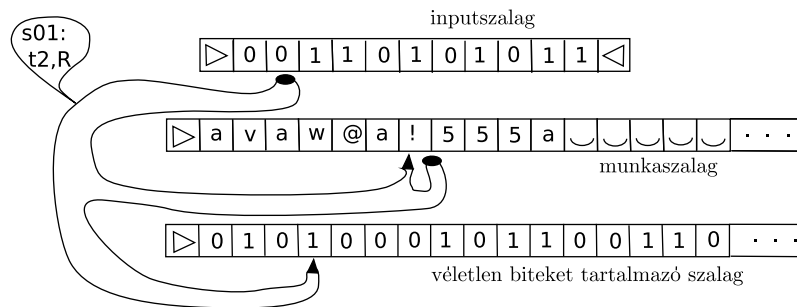 inputszalag
s01:
t2,R
▷ 0 0 1 1 0 1 0 1 0 1 1 ◁
▷ a v a w @ a ! 5 5 5 a ⌣ ⌣ ⌣ ⌣ ⌣ · · ·
munkaszalag
▷ 0 1 0 1 0 0 0 1 0 1 1 0 0 1 1 0 · · ·
véletlen biteket tartalmazó szalag